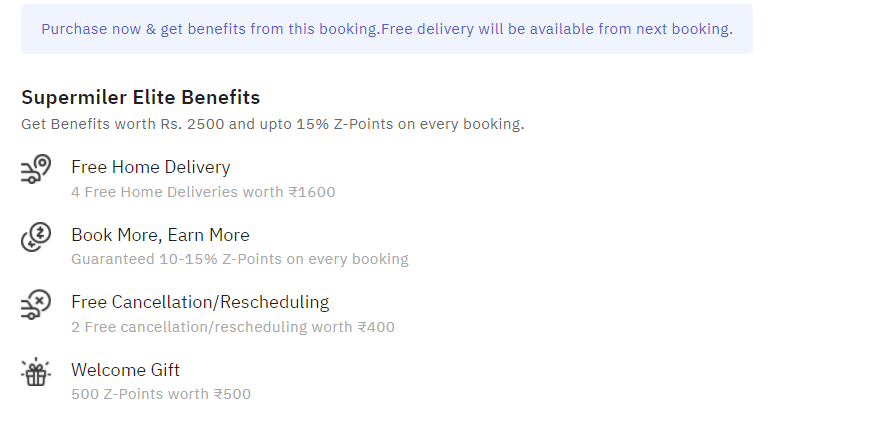 Purchase now & get benefits from this booking.Free delivery will be available from next booking.
Supermiler Elite Benefits
Get Benefits worth Rs. 2500 and upto 15% Z-Points on every booking.
Free Home Delivery
4 Free Home Deliveries worth ₹1600
Book More, Earn More
Guaranteed 10-15% Z-Points on every booking
Free Cancellation/Rescheduling
2 Free cancellation/rescheduling worth ₹400
Welcome Gift
500 Z-Points worth ₹500